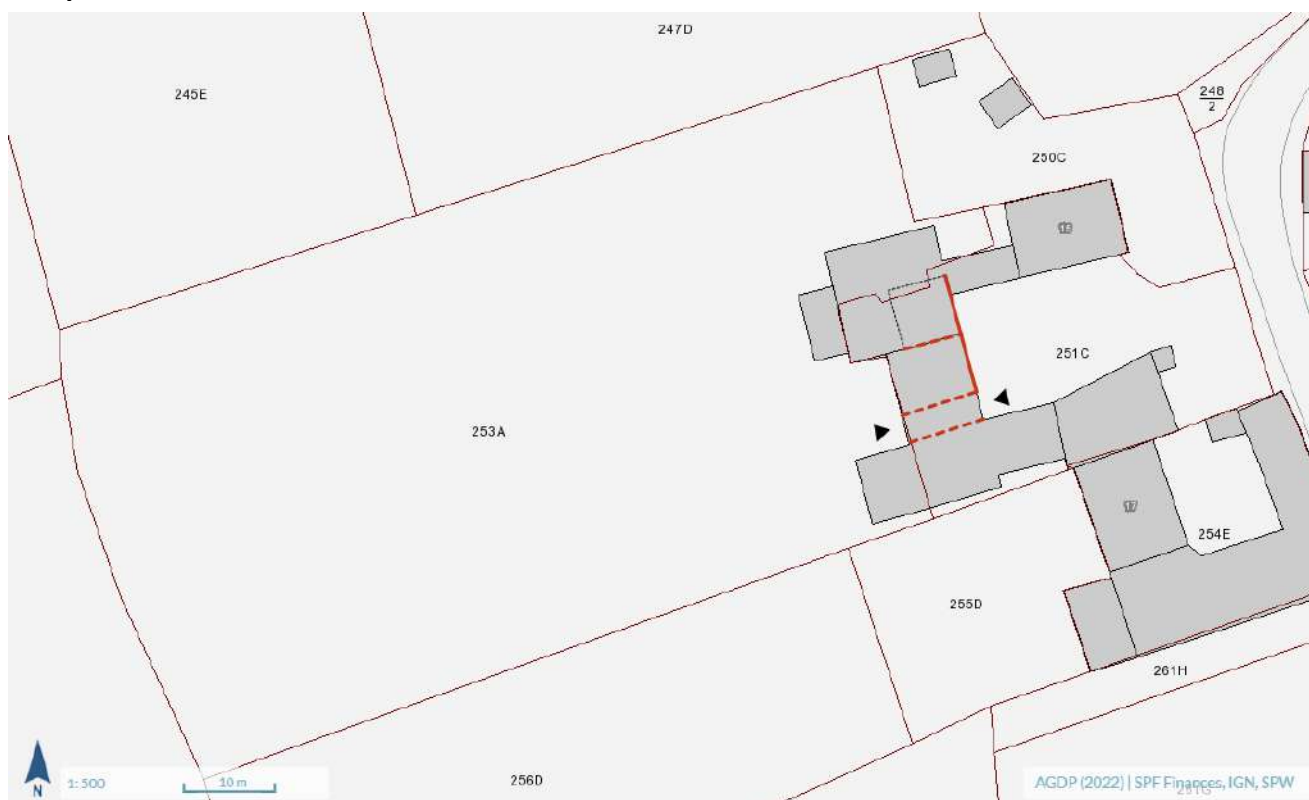 247D
245E
248
2
250C
19
251C
253A
17
254E
255D
261H
256D
N
1:500
10 m
AGDP (2022) | SPF Finances, IGN, SPW